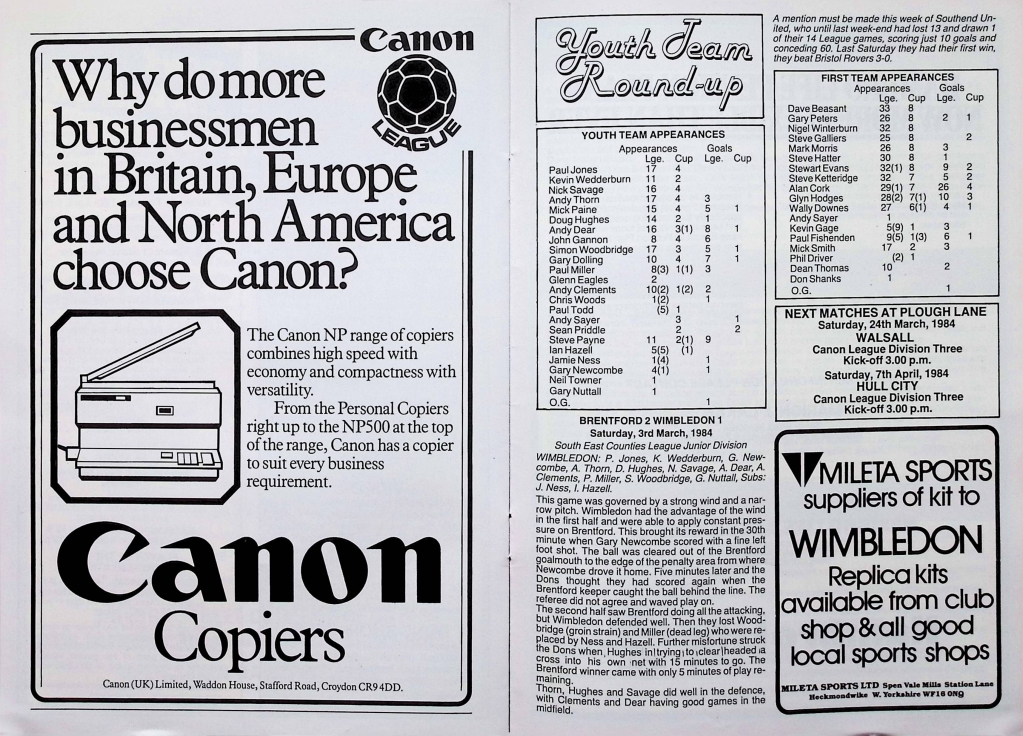 Canon
LEAGUE
Why do more
businessmen
in Britain, Europe
and North America
choose Canon?
The Canon NP range of copiers
combines high speed with
economy and compactness with
versatility.
From the Personal Copiers
right up to the NP500 at the top
of the range, Canon has a copier
to suit every business
requirement.
Canon
Copiers
Canon (UK) Limited, Waddon House, Stafford Road, Croydon CR9 4DD.
Youth Team
Round-up
YOUTH TEAM APPEARANCES
Appearances Goals
Lge. Cup Lge. Cup
Paul Jones 17 4
Kevin Wedderburn 11 2
Nick Savage 16 4
Andy Thorn 17 4 3
Mick Paine 15 4 5 1
Doug Hughes 14 2 1
Andy Dear 16 3(1) 8 1
John Gannon 8 4 6
Simon Woodbridge 17 3 5 1
Gary Dolling 10 4 7 1
Paul Miller 8(3) 1(1) 3
Glenn Eagles 2
Andy Clements 10(2) 1(2) 2
Chris Woods 1(2) 1
Paul Todd (5) 1
Andy Sayer 3 1
Sean Priddle 2 2
Steve Payne 11 2(1) 9
Ian Hazell 5(5) (1)
Jamie Ness 1(4) 1
Gary Newcombe 4(1) 1
Neil Towner 1
Gary Nuttall 1
O.G. 1
BRENTFORD 2 WIMBLEDON 1
Saturday, 3rd March, 1984
South East Counties League Junior Division
WIMBLEDON: P. Jones, K. Wedderburn, G. New-
combe, A. Thorn, D. Hughes, N. Savage, A. Dear, A.
Clements, P. Miller, S. Woodbridge, G. Nuttall, Subs:
J. Ness, I. Hazell.
This game was governed by a strong wind and a nar-
row pitch. Wimbledon had the advantage of the wind
in the first half and were able to apply constant pres-
sure on Brentford. This brought its reward in the 30th
minute when Gary Newcombe scored with a fine left
foot shot. The ball was cleared out of the Brentford
goalmouth to the edge of the penalty area from where
Newcombe drove it home. Five minutes later and the
Dons thought they had scored again when the
Brentford keeper caught the ball behind the line. The
referee did not agree and waved play on.
The second half saw Brentford doing all the attacking,
but Wimbledon defended well. Then they lost Wood-
bridge (groin strain) and Miller (dead leg) who were re-
placed by Ness and Hazell. Further misfortune struck
the Dons when Hughes in trying to clear headed a
cross into his own net with 15 minutes to go. The
Brentford winner came with only 5 minutes of play re-
maining.
Thorn, Hughes and Savage did well in the defence,
with Clements and Dear having good games in the
midfield.
A mention must be made this week of Southend Un-
ited, who until last week-end had lost 13 and drawn 1
of their 14 League games, scoring just 10 goals and
conceding 60. Last Saturday they had their first win,
they beat Bristol Rovers 3-0.
FIRST TEAM APPEARANCES
Appearances Goals
Lge. Cup Lge. Cup
Dave Beasant 33 8
Gary Peters 26 8 2 1
Nigel Winterburn 32 8
Steve Galliers 25 8 2
Mark Morris 26 8 3
Steve Hatter 30 8 1
Stewart Evans 32(1) 8 9 2
Steve Ketteridge 32 7 5 2
Alan Cork 29(1) 7 26 4
Glyn Hodges 28(2) 7(1) 10 3
Wally Downes 27 6(1) 4 1
Andy Sayer 1
Kevin Gage 5(9) 1 3
Paul Fishenden 9(5) 1(3) 6 1
Mick Smith 17 2 3
Phil Driver (2) 1
Dean Thomas 10 2
Don Shanks 1
O.G. 1
NEXT MATCHES AT PLOUGH LANE
Saturday, 24th March, 1984
WALSALL
Canon League Division Three
Kick-off 3.00 p.m.
Saturday, 7th April, 1984
HULL CITY
Canon League Division Three
Kick-off 3.00 p.m.
MILETA SPORTS
suppliers of kit to
WIMBLEDON
Replica kits
available from club
shop & all good
local sports shops
MILETA SPORTS LTD Spen Vale Mills Station Lane
Heckmondwike W. Yorkshire WF16 0NQ